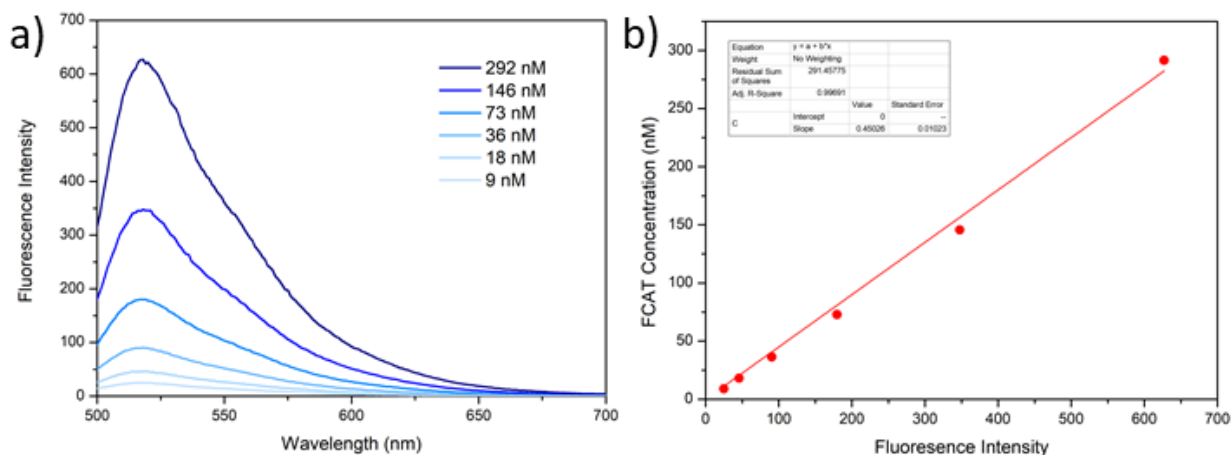 a)
700
600
500
400
300
200
100
0
Fluorescence Intensity
292 nM
146 nM
73 nM
36 nM
18 nM
9 nM
500
550
600
650
700
Wavelength (nm)
b)
300
250
200
150
100
50
0
FCAT Concentration (nM)
Equation y = a + b*x
Weight No Weighting
Residual Sum of Squares 291.45775
Adj. R-Square 0.99691
Value Standard Error
C Intercept 0 --
Slope 0.45026 0.01023
0
100
200
300
400
500
600
700
Fluoresence Intensity